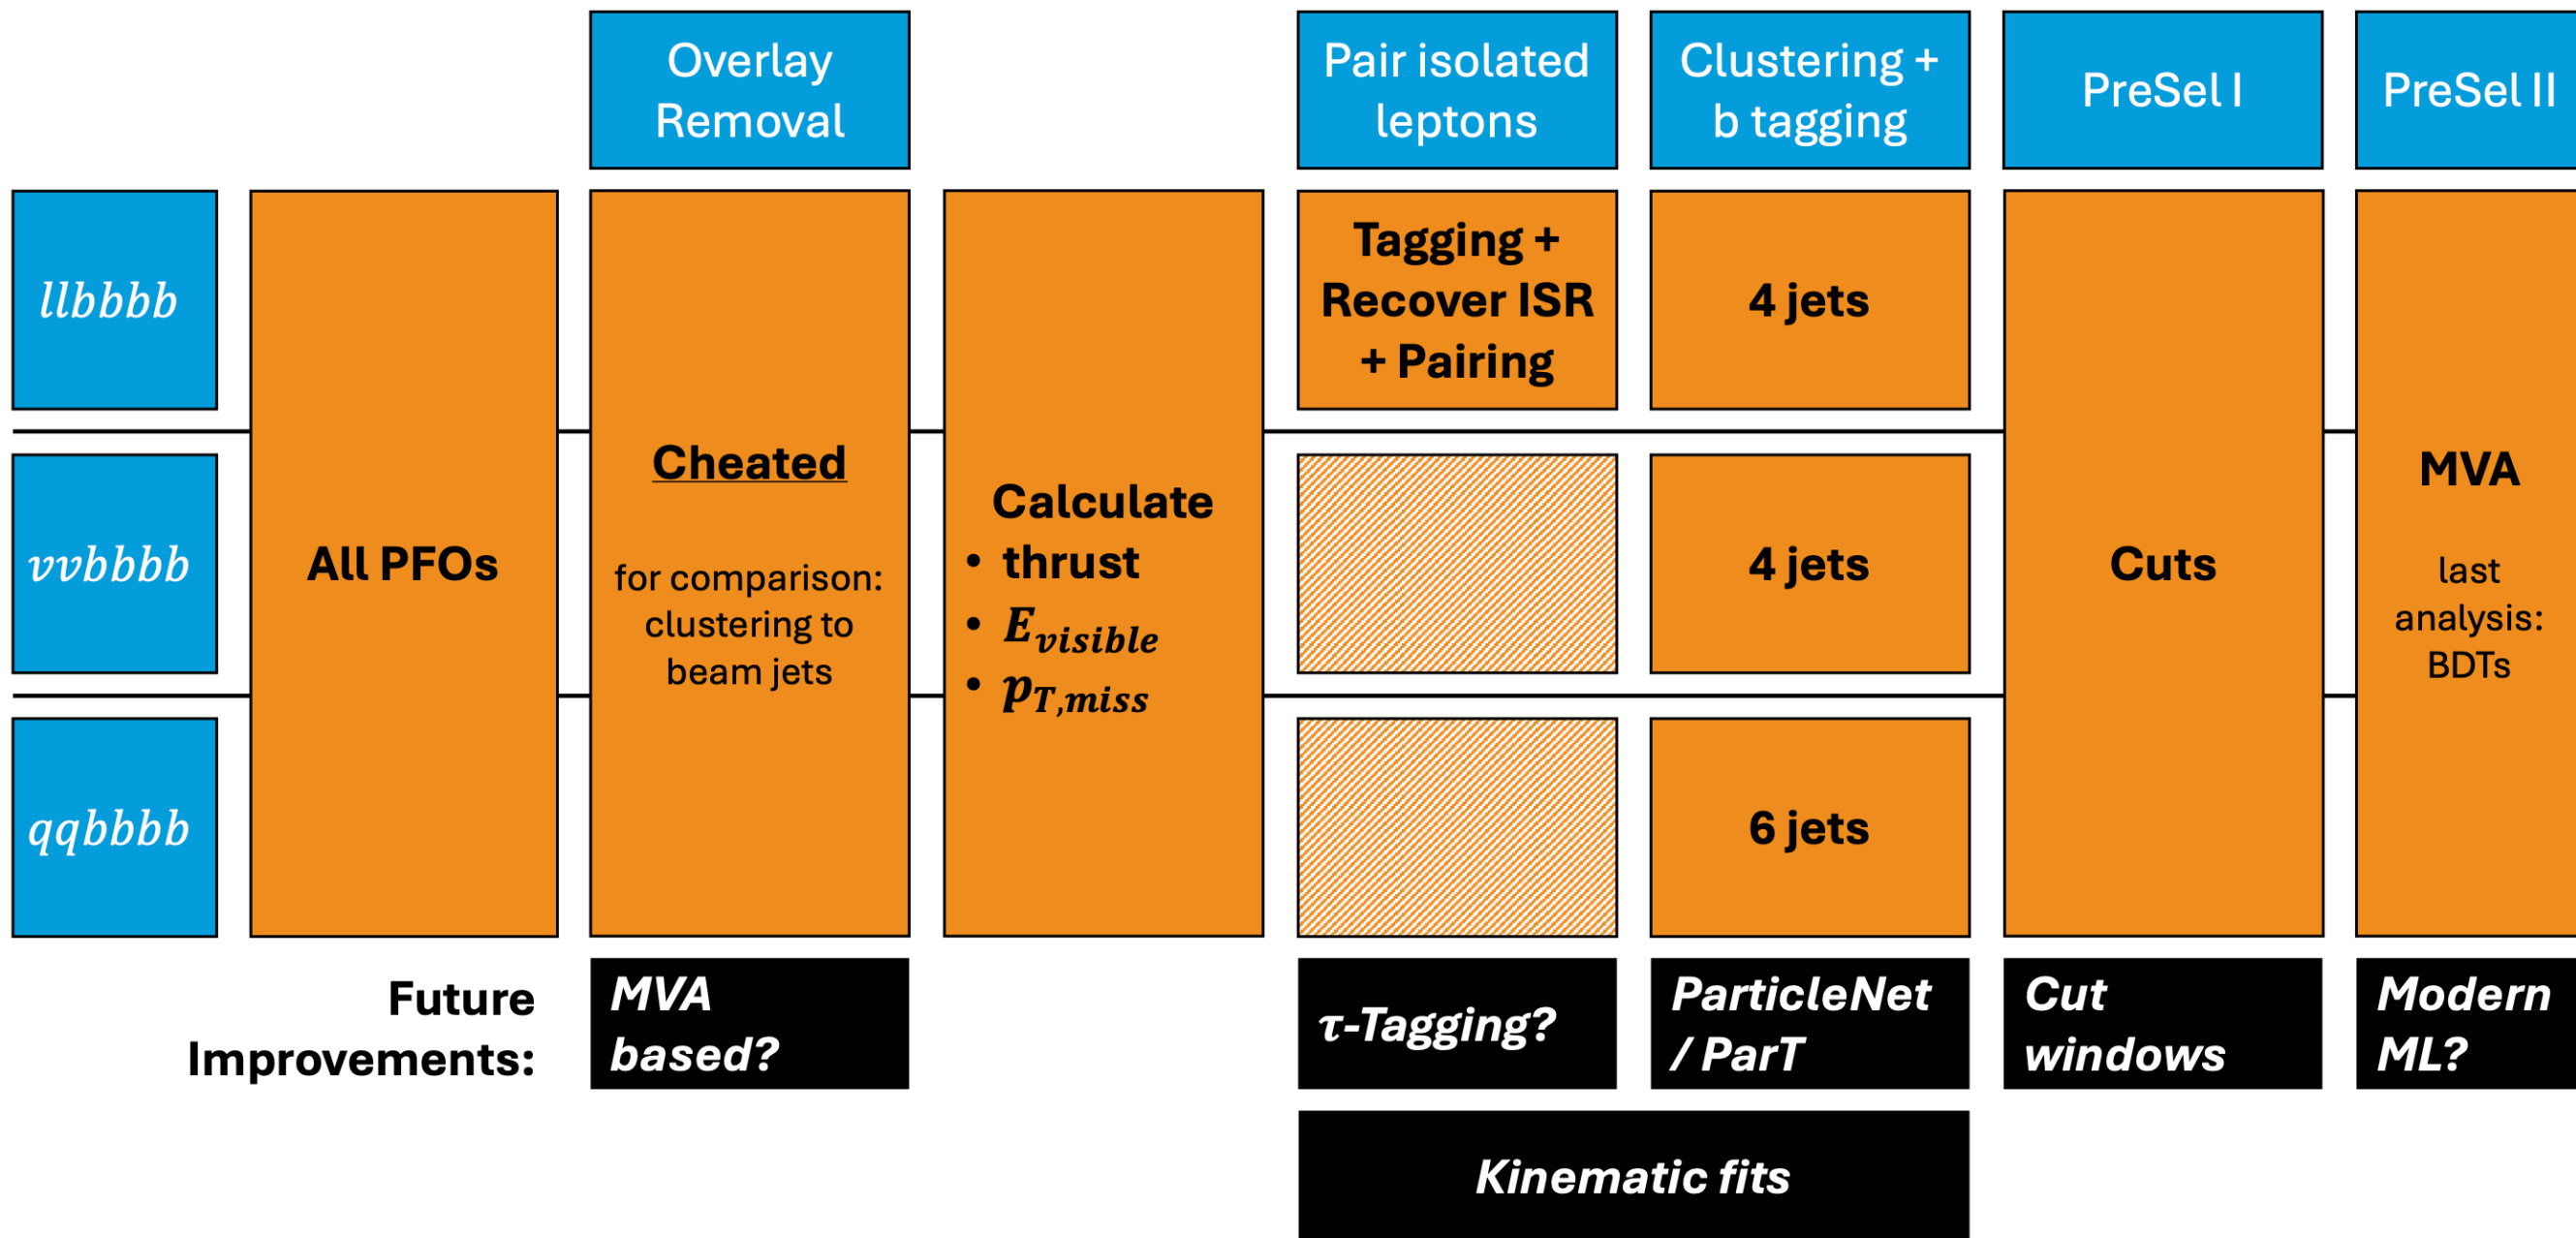 Overlay
Removal
Pair isolated
leptons
Clustering +
b tagging
PreSel I
PreSel II
llbbbb
All PFOs
Cheated
for comparison:
clustering to
beam jets
Calculate
• thrust
• E_visible
• p_T,miss
Tagging +
Recover ISR
+ Pairing
4 jets
Cuts
MVA
last
analysis:
BDTs
vvbbbb
4 jets
qqbbbb
6 jets
Future
Improvements:
MVA
based?
τ-Tagging?
ParticleNet
/ ParT
Cut
windows
Modern
ML?
Kinematic fits